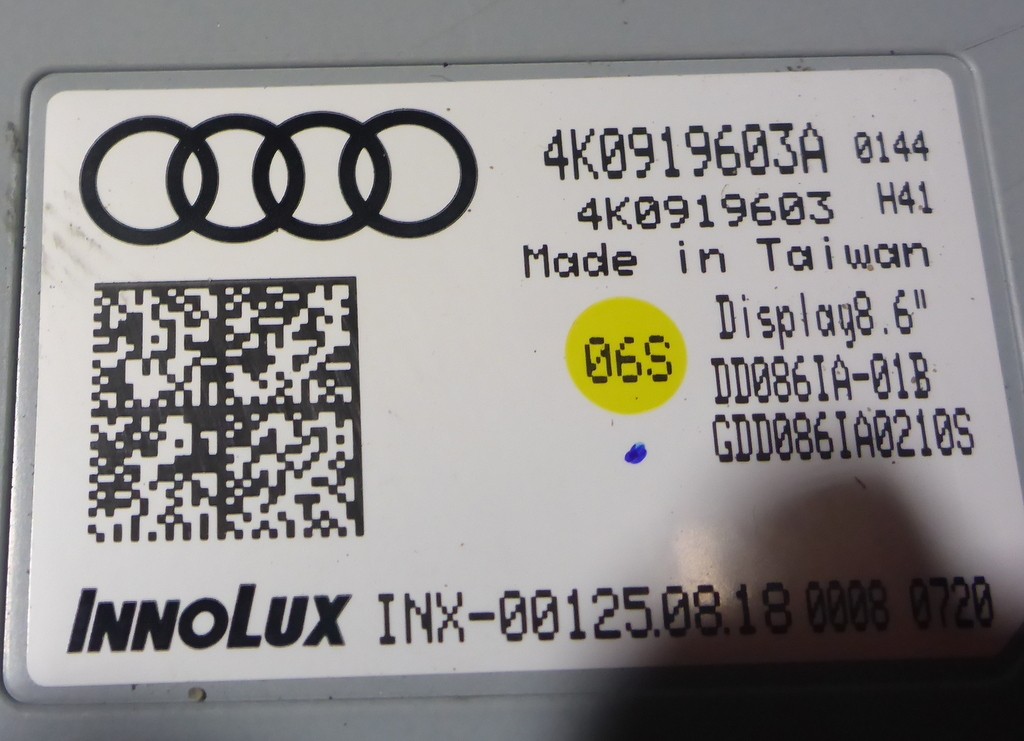 4K0919603A 0144
4K0919603 H41
Made in Taiwan
06S
Display8.6"
DD086IA-01B
GDD086IA0210S
INNOLUX INX-00125.08.18 0008 0720